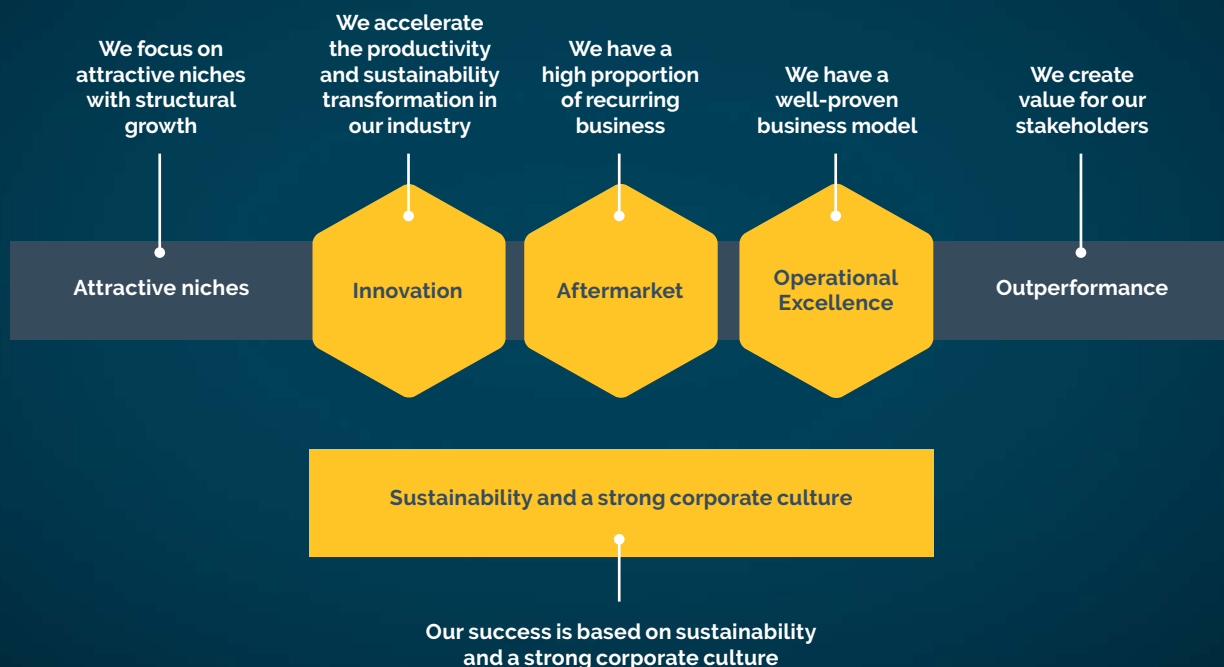 We focus on
attractive niches
with structural
growth
We accelerate
the productivity
and sustainability
transformation in
our industry
We have a
high proportion
of recurring
business
We have a
well-proven
business model
We create
value for our
stakeholders
Attractive niches
Innovation
Aftermarket
Operational
Excellence
Outperformance
Sustainability and a strong corporate culture
Our success is based on sustainability
and a strong corporate culture